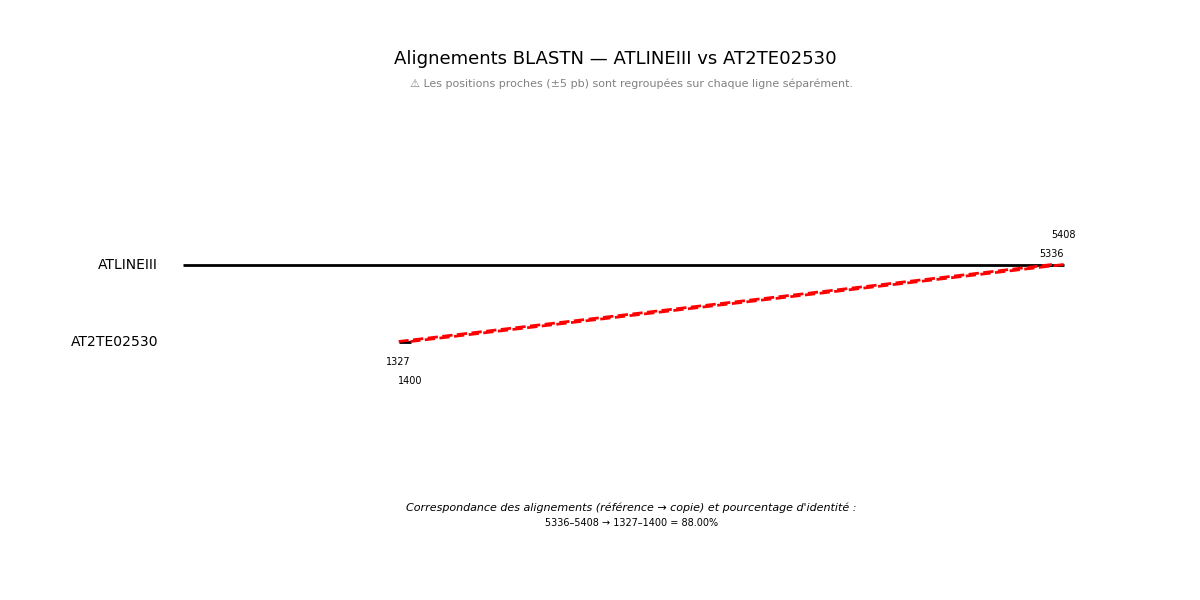 Alignements BLASTN — ATLINEIII vs AT2TE02530
⚠ Les positions proches (±5 pb) sont regroupées sur chaque ligne séparément.
5408
5336
ATLINEIII
AT2TE02530
1327
1400
Correspondance des alignements (référence → copie) et pourcentage d'identité :
5336–5408 → 1327–1400 = 88.00%